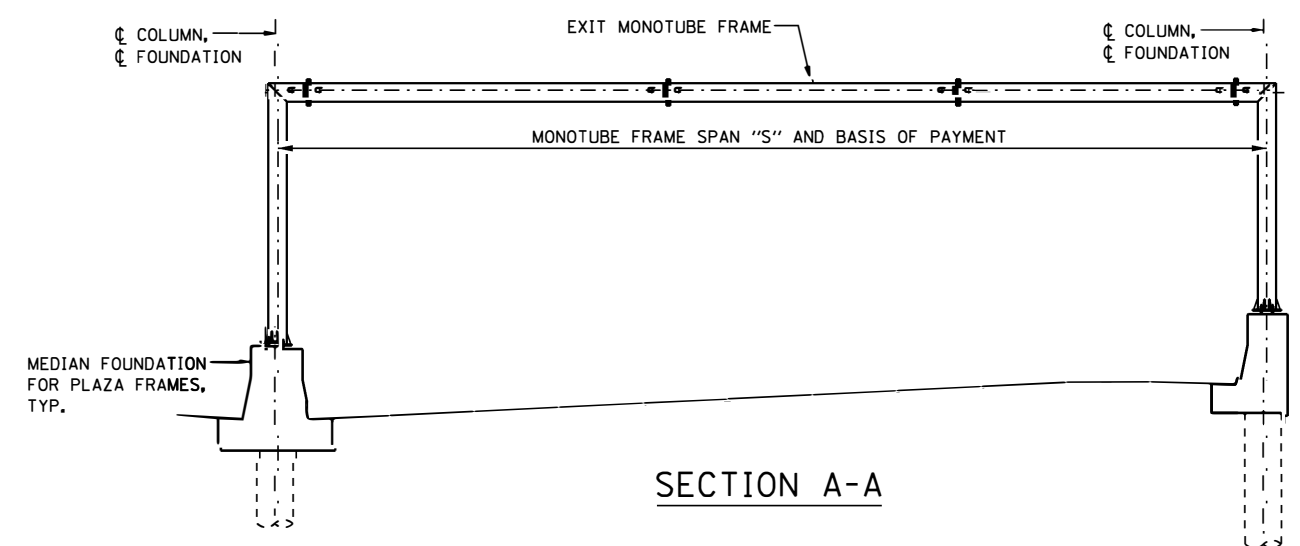 ℄ COLUMN,
℄ FOUNDATION
EXIT MONOTUBE FRAME
℄ COLUMN,
℄ FOUNDATION
MONOTUBE FRAME SPAN "S" AND BASIS OF PAYMENT
MEDIAN FOUNDATION
FOR PLAZA FRAMES,
TYP.
SECTION A-A